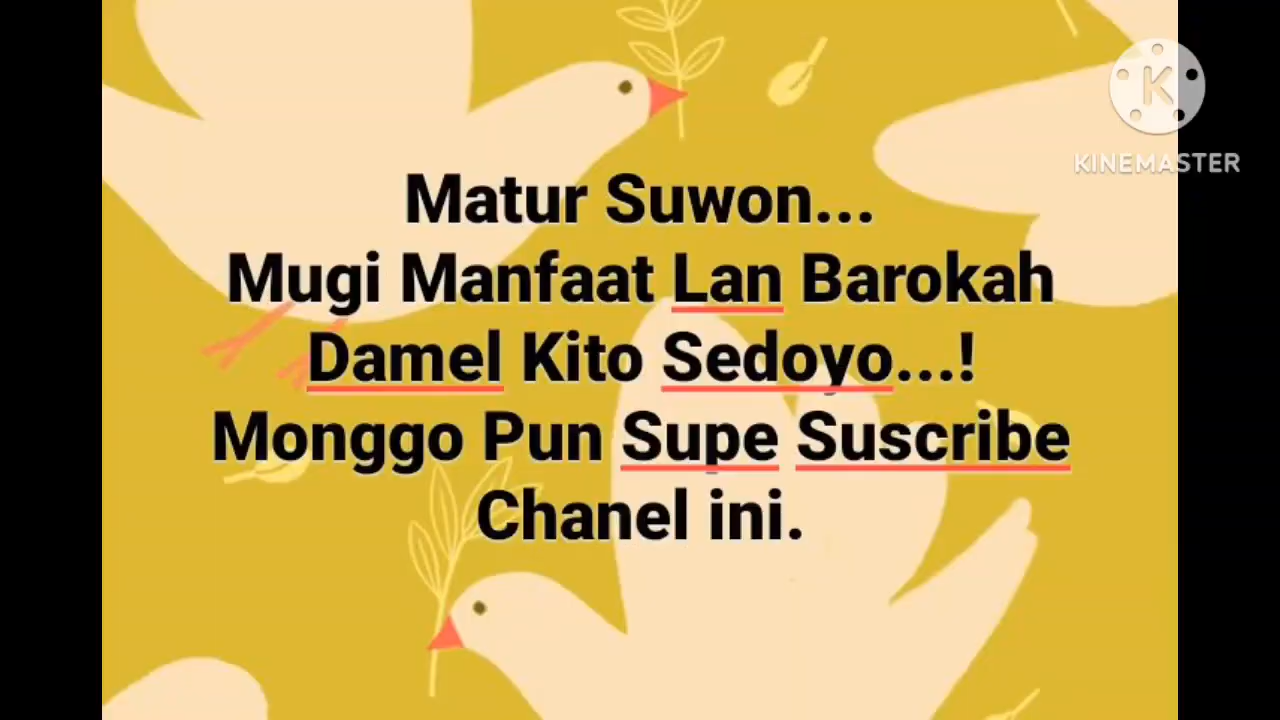 KINEMASTER
Matur Suwon...
Mugi Manfaat Lan Barokah
Damel Kito Sedoyo...!
Monggo Pun Supe Suscribe
Chanel ini.